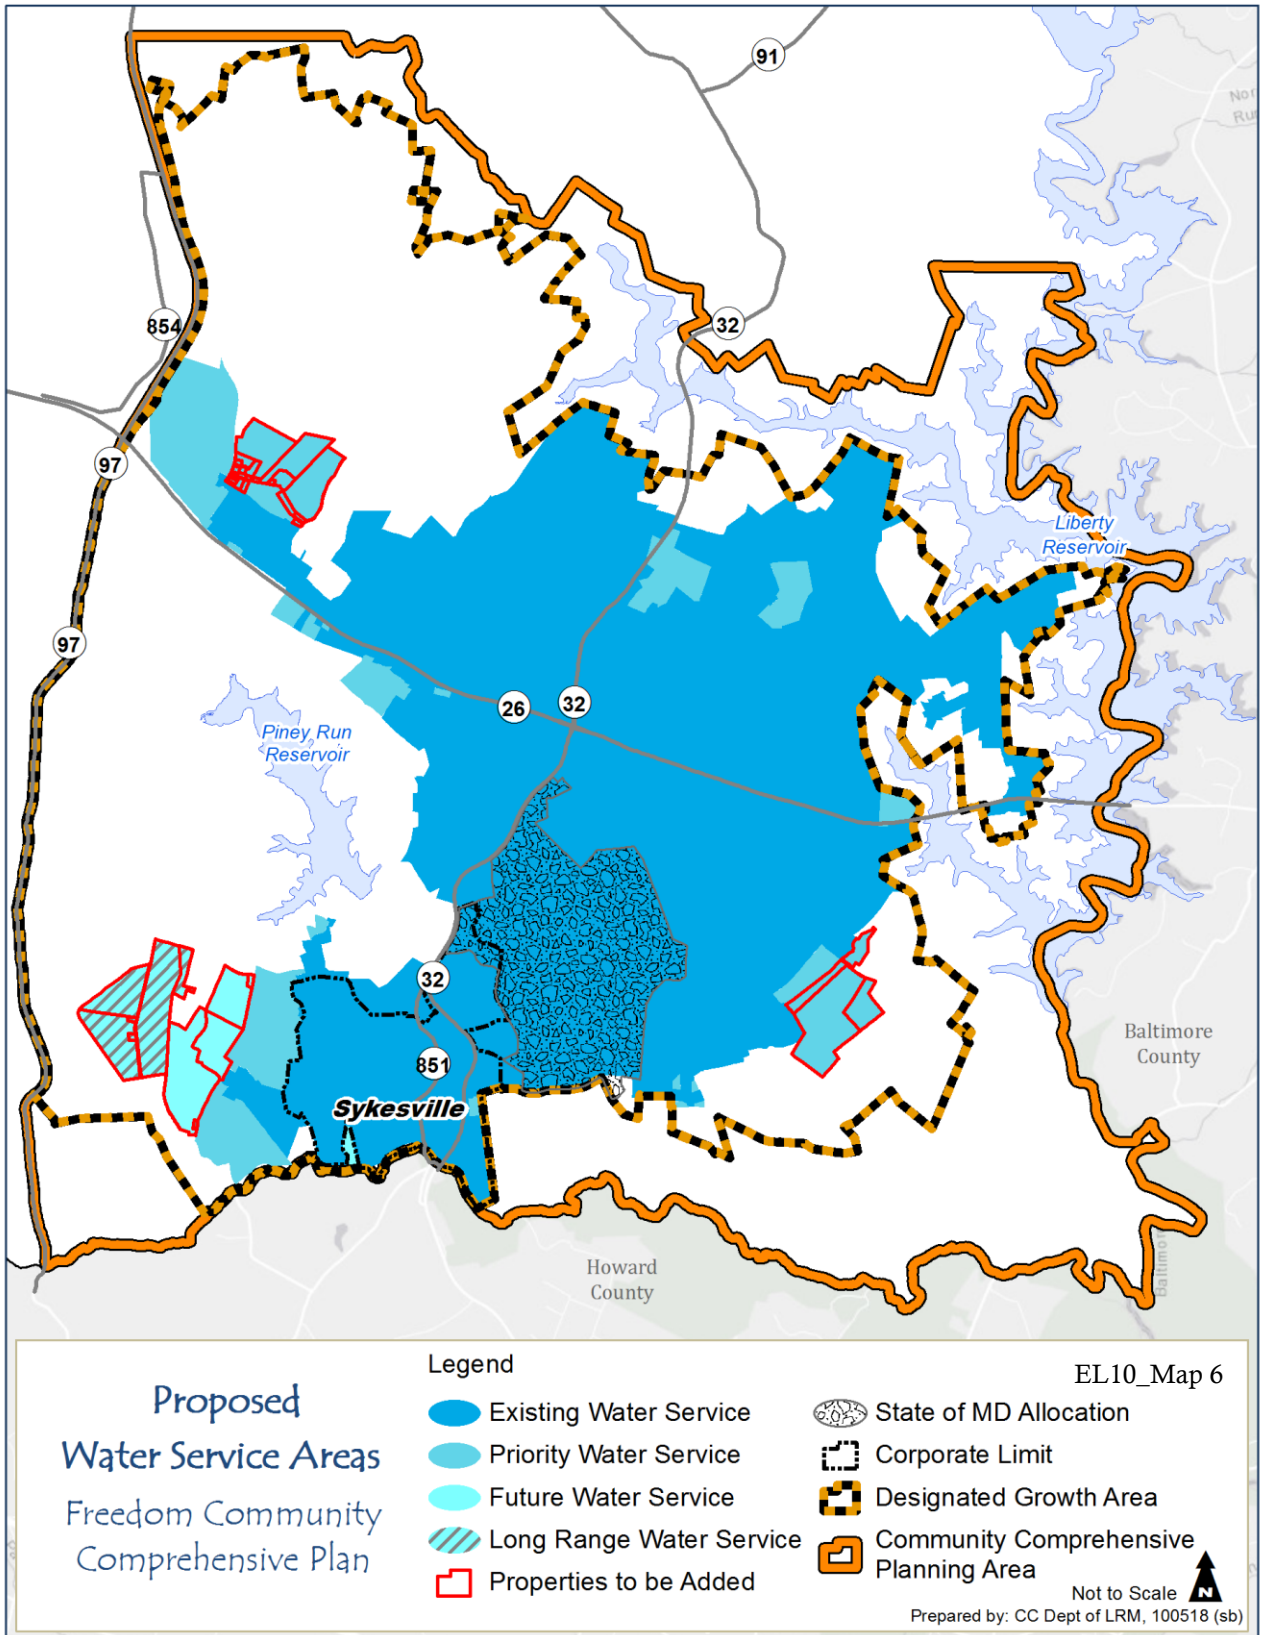 91
Nor
Ru
32
854
97
Liberty
Reservoir
97
26
32
Piney Run
Reservoir
32
851
Sykesville
Baltimore
County
Howard
County
Baltimor
Proposed
Water Service Areas
Freedom Community
Comprehensive Plan
Legend
Existing Water Service
Priority Water Service
Future Water Service
Long Range Water Service
Properties to be Added
EL10_Map 6
State of MD Allocation
Corporate Limit
Designated Growth Area
Community Comprehensive
Planning Area
Not to Scale
N
Prepared by: CC Dept of LRM, 100518 (sb)